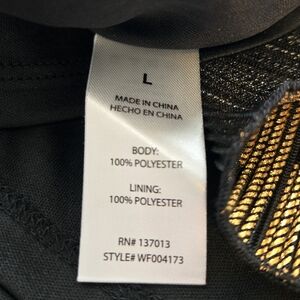 L
MADE IN CHINA
HECHO EN CHINA
BODY:
100% POLYESTER
LINING:
100% POLYESTER
RN# 137013
STYLE# WF004173